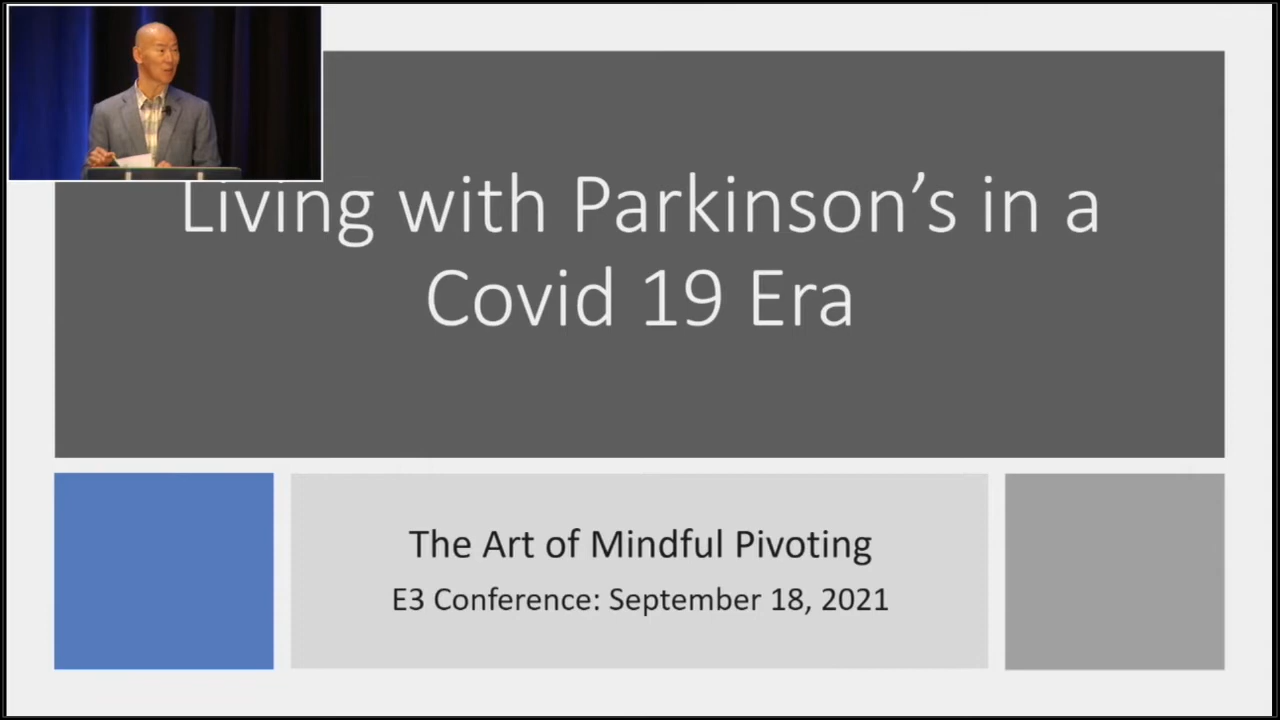 Living with Parkinson’s in a
Covid 19 Era
The Art of Mindful Pivoting
E3 Conference: September 18, 2021